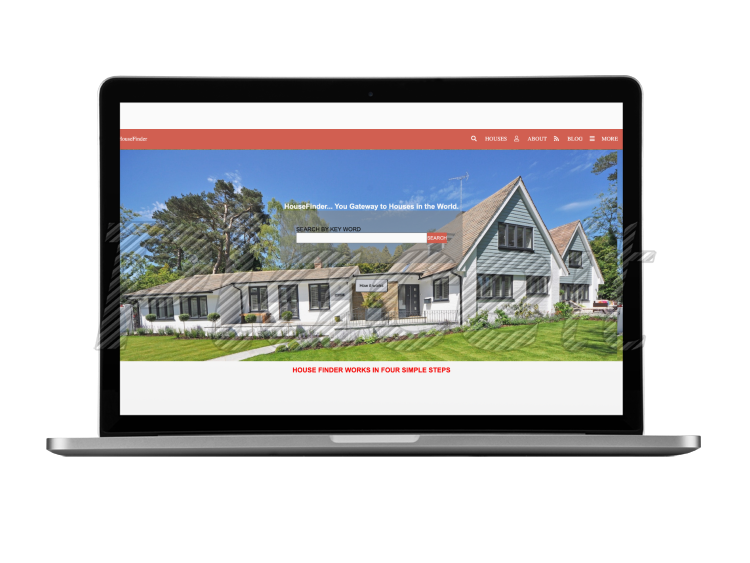 HouseFinder
HOUSES ABOUT BLOG MORE
HouseFinder... You Gateway to Houses in the World.
SEARCH BY KEY WORD
SEARCH
HOUSE FINDER WORKS IN FOUR SIMPLE STEPS